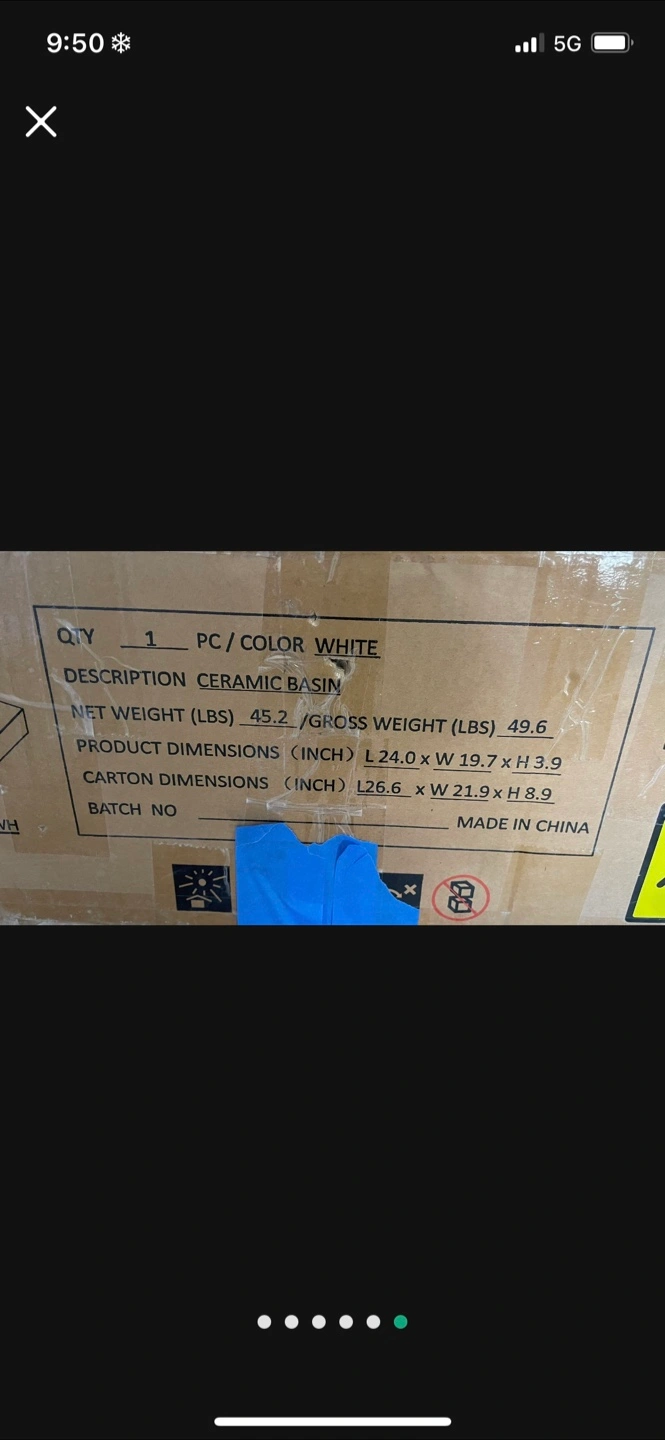 9:50
5G
QTY 1 PC / COLOR WHITE
DESCRIPTION CERAMIC BASIN
NET WEIGHT (LBS) 45.2 /GROSS WEIGHT (LBS) 49.6
PRODUCT DIMENSIONS （INCH） L 24.0 x W 19.7 x H 3.9
CARTON DIMENSIONS （INCH） L26.6 x W 21.9 x H 8.9
BATCH NO MADE IN CHINA